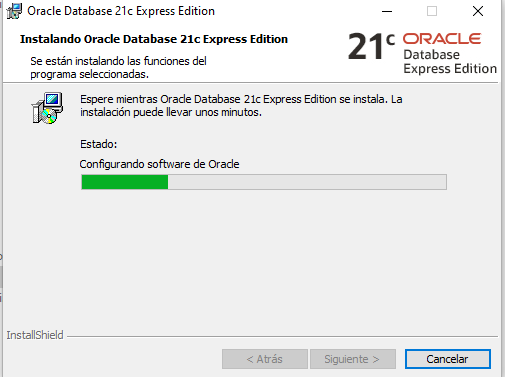 Oracle Database 21c Express Edition
Instalando Oracle Database 21c Express Edition
Se están instalando las funciones del
programa seleccionadas.
21c ORACLE
Database
Express Edition
Espere mientras Oracle Database 21c Express Edition se instala. La
instalación puede llevar unos minutos.
Estado:
Configurando software de Oracle
InstallShield
< Atrás
Siguiente >
Cancelar